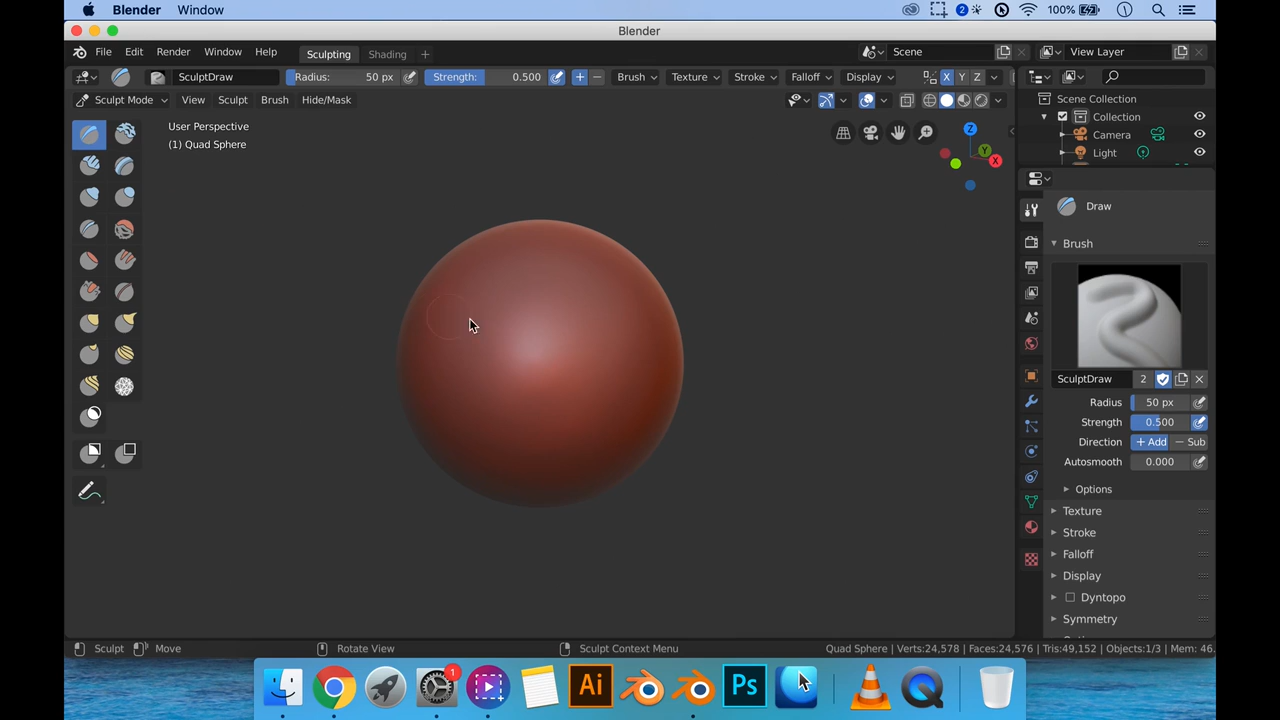 Blender Window 2 100%
Blender
File Edit Render Window Help Sculpting Shading + Scene View Layer
SculptDraw Radius: 50 px Strength: 0.500 + − Brush Texture Stroke Falloff Display X Y Z
Sculpt Mode View Sculpt Brush Hide/Mask
Scene Collection
Collection
Camera
Light
User Perspective
(1) Quad Sphere
Z
Y
X
Draw
Brush
SculptDraw 2
Radius 50 px
Strength 0.500
Direction + Add − Sub
Autosmooth 0.000
Options
Texture
Stroke
Falloff
Display
Dyntopo
Symmetry
Sculpt Move Rotate View Sculpt Context Menu Quad Sphere | Verts:24,578 | Faces:24,576 | Tris:49,152 | Objects:1/3 | Mem: 46.
1
Ai
Ps